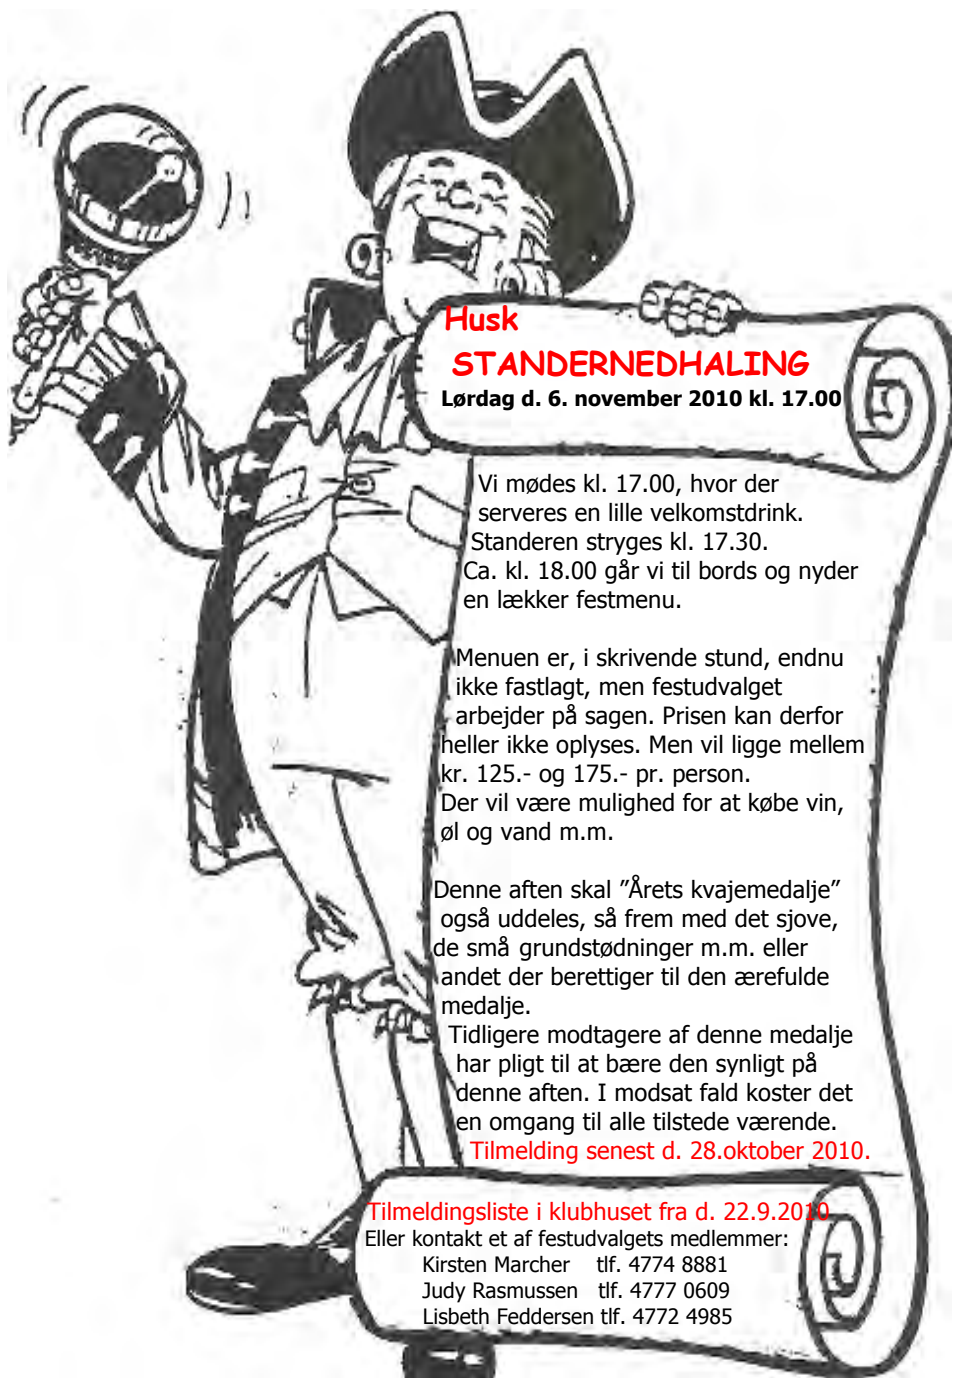 Husk
STANDERNEDHALING
Lørdag d. 6. november 2010 kl. 17.00
Vi mødes kl. 17.00, hvor der
serveres en lille velkomstdrink.
Standeren stryges kl. 17.30.
Ca. kl. 18.00 går vi til bords og nyder
en lækker festmenu.
Menuen er, i skrivende stund, endnu
ikke fastlagt, men festudvalget
arbejder på sagen. Prisen kan derfor
heller ikke oplyses. Men vil ligge mellem
kr. 125.- og 175.- pr. person.
Der vil være mulighed for at købe vin,
øl og vand m.m.
Denne aften skal ”Årets kvajemedalje”
også uddeles, så frem med det sjove,
de små grundstødninger m.m. eller
andet der berettiger til den ærefulde
medalje.
Tidligere modtagere af denne medalje
har pligt til at bære den synligt på
denne aften. I modsat fald koster det
en omgang til alle tilstede værende.
Tilmelding senest d. 28.oktober 2010.
Tilmeldingsliste i klubhuset fra d. 22.9.2010
Eller kontakt et af festudvalgets medlemmer:
Kirsten Marcher tlf. 4774 8881
Judy Rasmussen tlf. 4777 0609
Lisbeth Feddersen tlf. 4772 4985